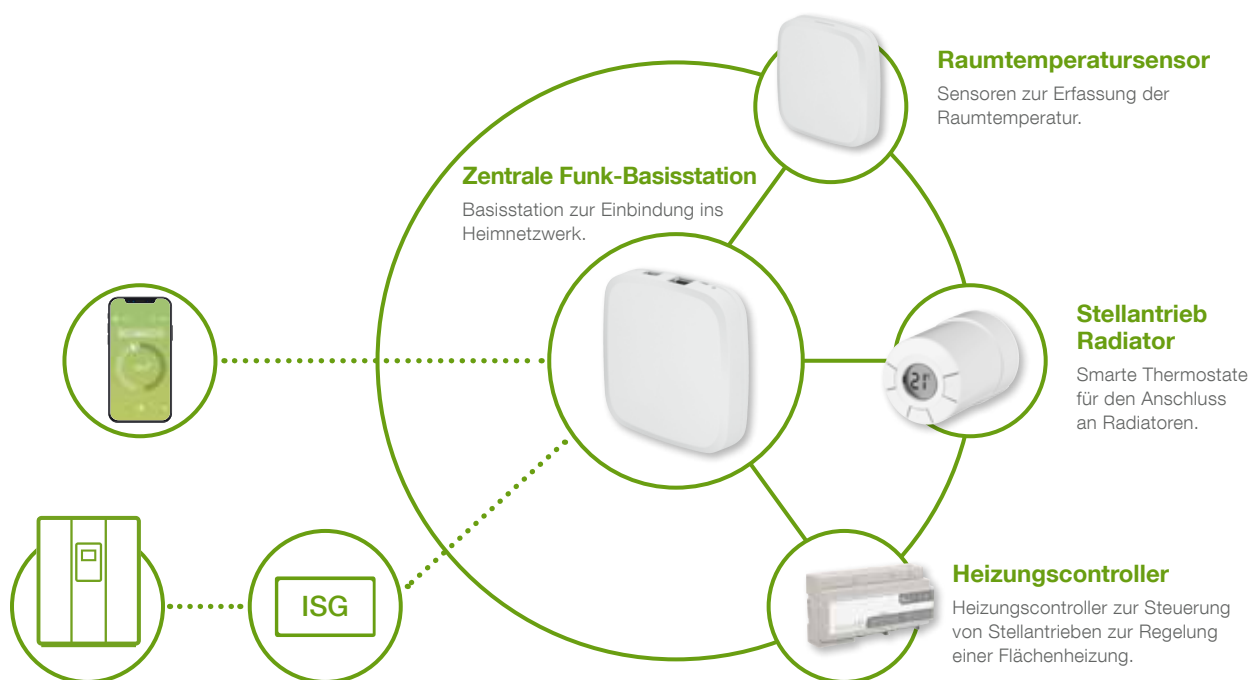 Raumtemperatursensor
Sensoren zur Erfassung der
Raumtemperatur.
Zentrale Funk-Basisstation
Basisstation zur Einbindung ins
Heimnetzwerk.
Stellantrieb
Radiator
Smarte Thermostate
für den Anschluss
an Radiatoren.
21°
ISG
Heizungscontroller
Heizungscontroller zur Steuerung
von Stellantrieben zur Regelung
einer Flächenheizung.